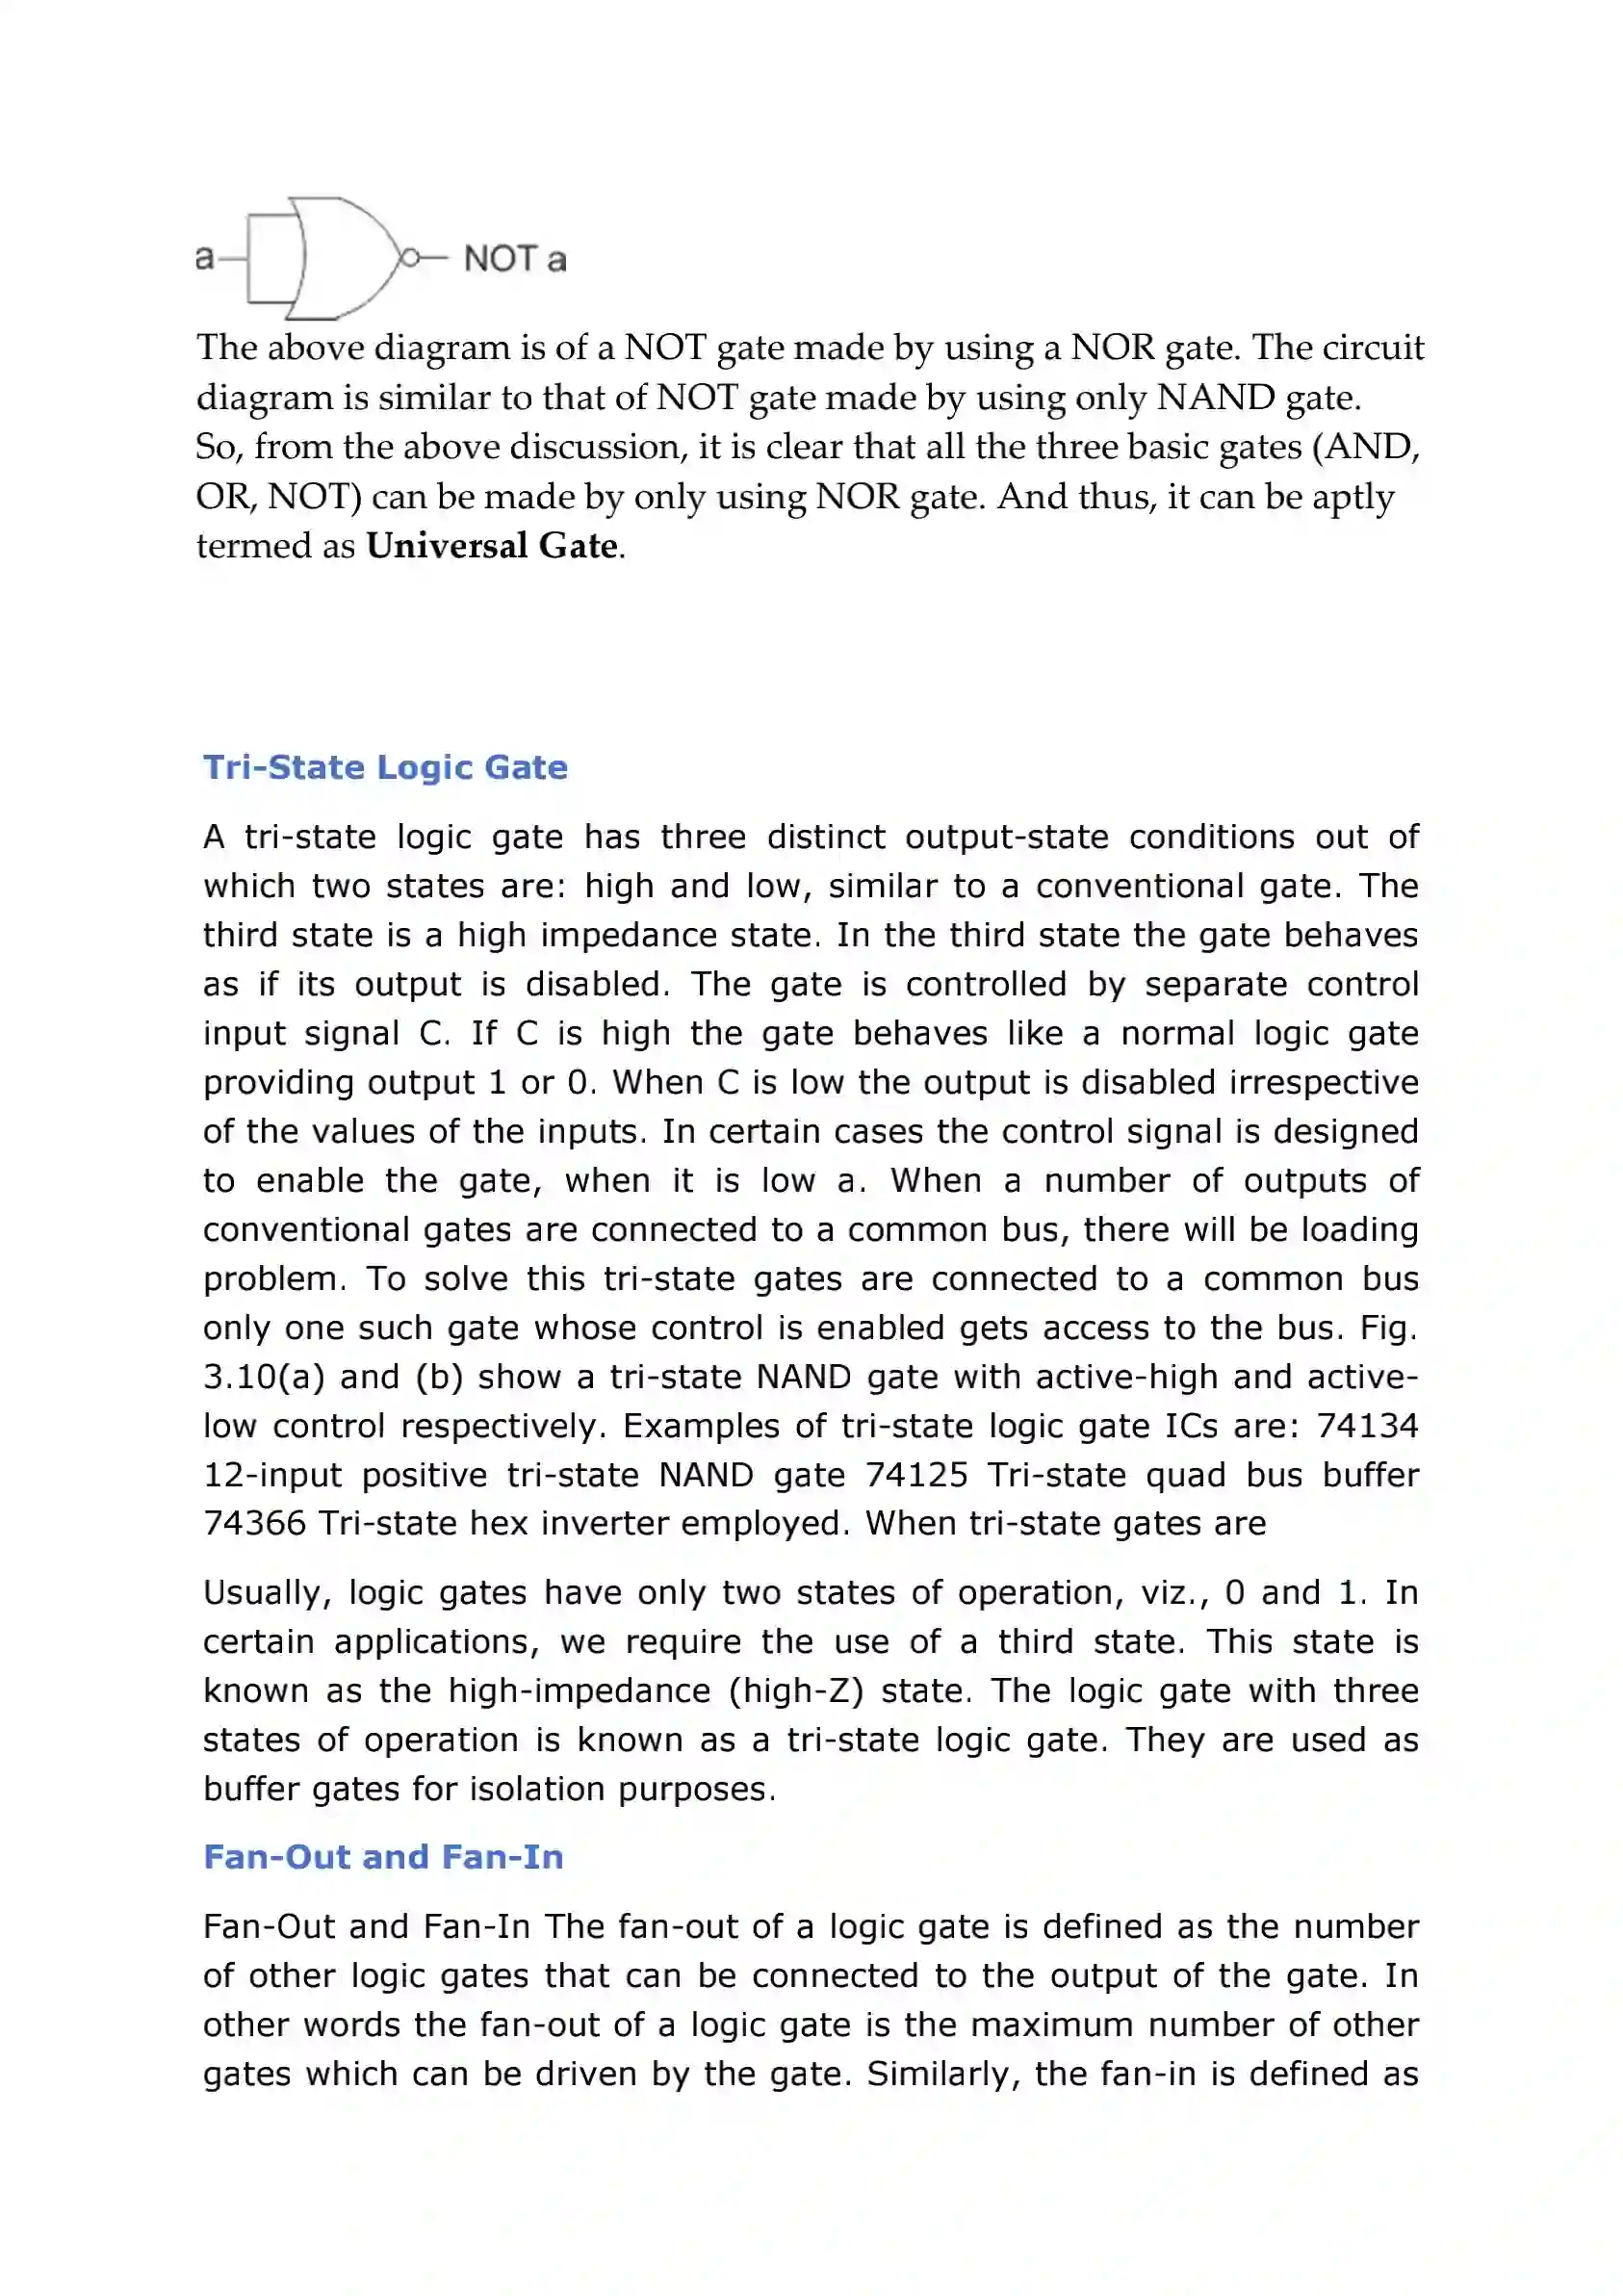 a
NOT a
The above diagram is of a NOT gate made by using a NOR gate. The circuit
diagram is similar to that of NOT gate made by using only NAND gate.
So, from the above discussion, it is clear that all the three basic gates (AND,
OR, NOT) can be made by only using NOR gate. And thus, it can be aptly
termed as Universal Gate.
Tri-State Logic Gate
A tri-state logic gate has three distinct output-state conditions out of
which two states are: high and low, similar to a conventional gate. The
third state is a high impedance state. In the third state the gate behaves
as if its output is disabled. The gate is controlled by separate control
input signal C. If C is high the gate behaves like a normal logic gate
providing output 1 or 0. When C is low the output is disabled irrespective
of the values of the inputs. In certain cases the control signal is designed
to enable the gate, when it is low a. When a number of outputs of
conventional gates are connected to a common bus, there will be loading
problem. To solve this tri-state gates are connected to a common bus
only one such gate whose control is enabled gets access to the bus. Fig.
3.10(a) and (b) show a tri-state NAND gate with active-high and active-
low control respectively. Examples of tri-state logic gate ICs are: 74134
12-input positive tri-state NAND gate 74125 Tri-state quad bus buffer
74366 Tri-state hex inverter employed. When tri-state gates are
Usually, logic gates have only two states of operation, viz., 0 and 1. In
certain applications, we require the use of a third state. This state is
known as the high-impedance (high-Z) state. The logic gate with three
states of operation is known as a tri-state logic gate. They are used as
buffer gates for isolation purposes.
Fan-Out and Fan-In
Fan-Out and Fan-In The fan-out of a logic gate is defined as the number
of other logic gates that can be connected to the output of the gate. In
other words the fan-out of a logic gate is the maximum number of other
gates which can be driven by the gate. Similarly, the fan-in is defined as